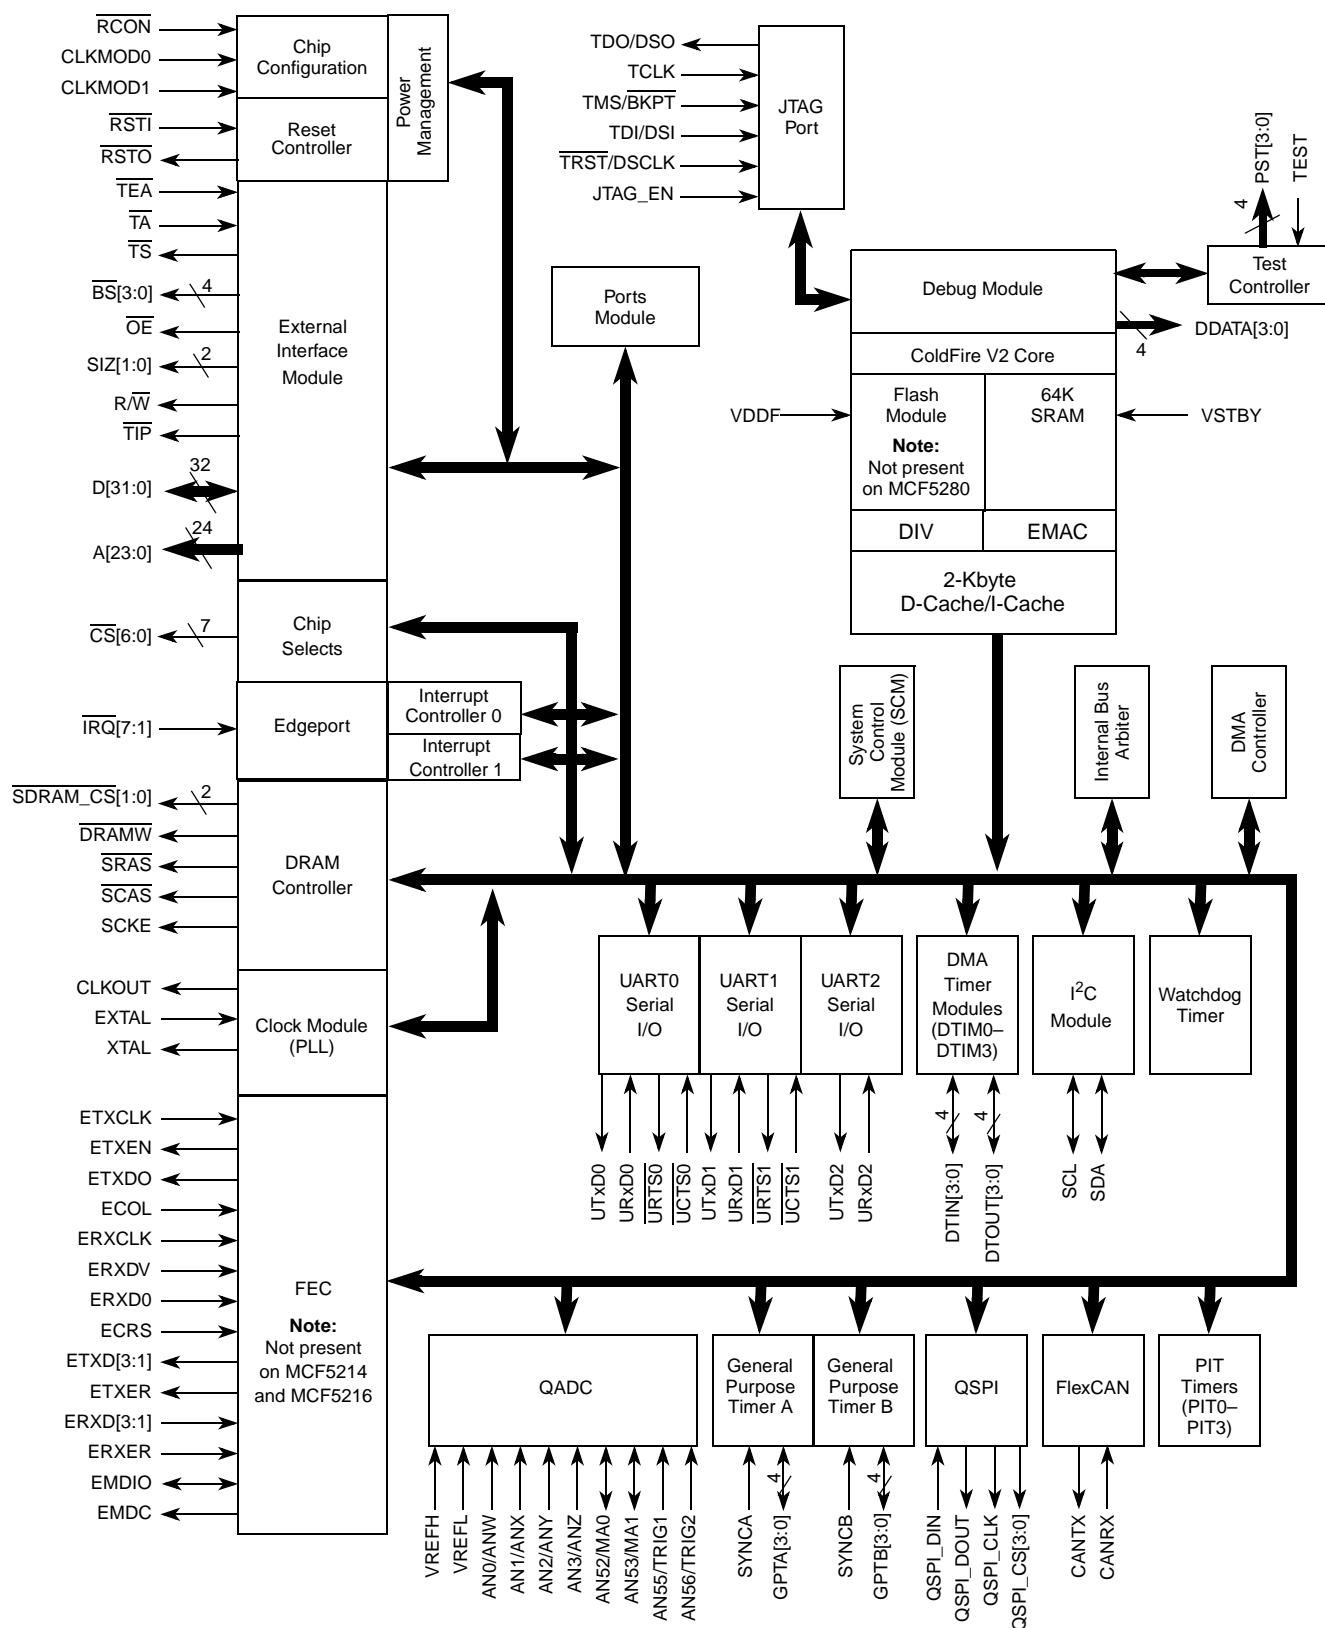 RCON
CLKMOD0
CLKMOD1
RSTI
RSTO
TEA
TA
TS
BS[3:0]
4
OE
SIZ[1:0]
2
R/W
TIP
D[31:0]
32
A[23:0]
24
CS[6:0]
7
IRQ[7:1]
SDRAM_CS[1:0]
2
DRAMW
SRAS
SCAS
SCKE
CLKOUT
EXTAL
XTAL
ETXCLK
ETXEN
ETXDO
ECOL
ERXCLK
ERXDV
ERXD0
ECRS
ETXD[3:1]
ETXER
ERXD[3:1]
ERXER
EMDIO
EMDC
Chip
Configuration
Reset
Controller
Power
Management
External
Interface
Module
Chip
Selects
Edgeport
Interrupt
Controller 0
Interrupt
Controller 1
DRAM
Controller
Clock Module
(PLL)
FEC
Note:
Not present
on MCF5214
and MCF5216
TDO/DSO
TCLK
TMS/BKPT
TDI/DSI
TRST/DSCLK
JTAG_EN
JTAG
Port
Ports
Module
PST[3:0]
4
TEST
Test
Controller
Debug Module
DDATA[3:0]
4
ColdFire V2 Core
Flash
Module
Note:
Not present
on MCF5280
64K
SRAM
VDDF
VSTBY
DIV
EMAC
2-Kbyte
D-Cache/I-Cache
System
Control
Module (SCM)
Internal Bus
Arbiter
DMA
Controller
UART0
Serial
I/O
UART1
Serial
I/O
UART2
Serial
I/O
DMA
Timer
Modules
(DTIM0–
DTIM3)
I2C
Module
Watchdog
Timer
UTxD0
URxD0
URTS0
UCTS0
UTxD1
URxD1
URTS1
UCTS1
UTxD2
URxD2
4
DTIN[3:0]
4
DTOUT[3:0]
SCL
SDA
QADC
General
Purpose
Timer A
General
Purpose
Timer B
QSPI
FlexCAN
PIT
Timers
(PIT0–
PIT3)
VREFH
VREFL
AN0/ANW
AN1/ANX
AN2/ANY
AN3/ANZ
AN52/MA0
AN53/MA1
AN55/TRIG1
AN56/TRIG2
SYNCA
4
GPTA[3:0]
SYNCB
4
GPTB[3:0]
QSPI_DIN
QSPI_DOUT
QSPI_CLK
QSPI_CS[3:0]
CANTX
CANRX